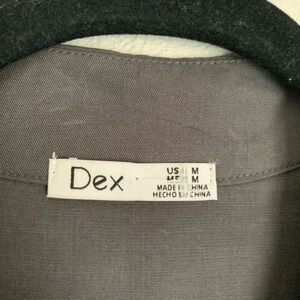 Dex
US M
MEX M
MADE IN CHINA
HECHO EN CHINA